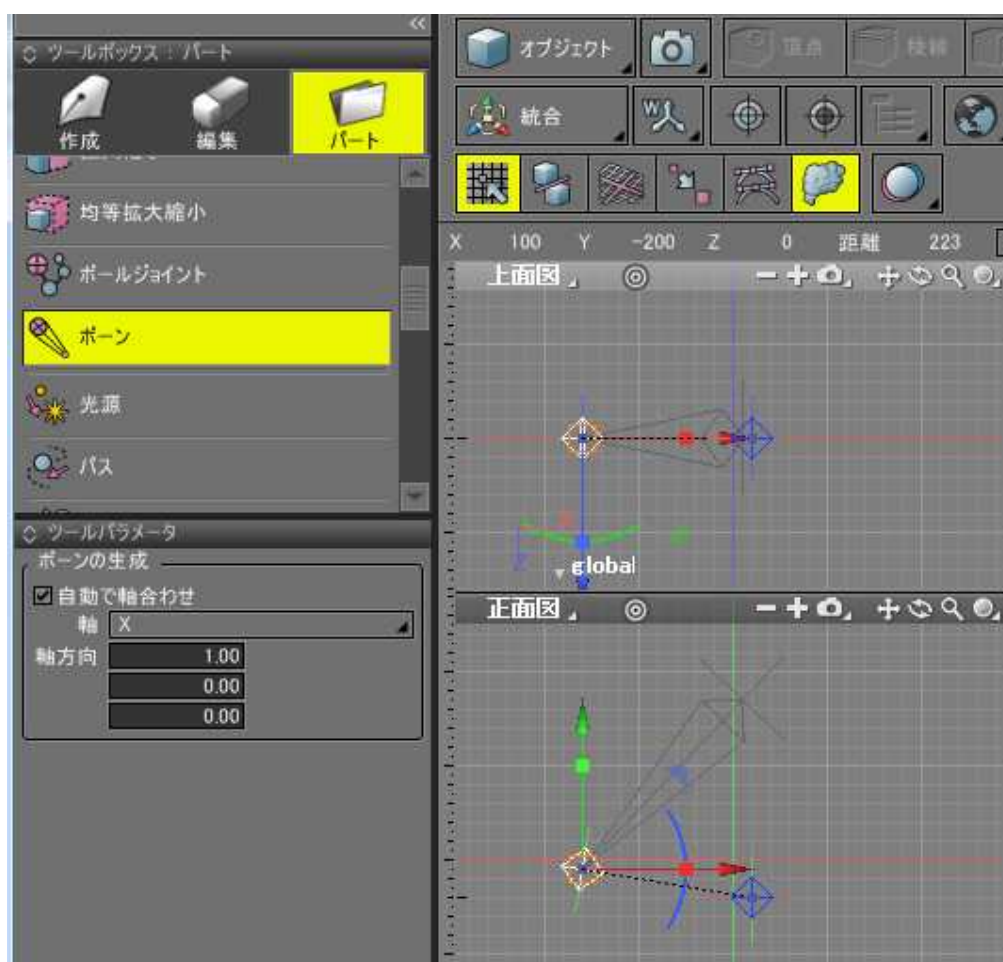 «
ツールボックス : パート
作成 編集 パート
均等拡大縮小
ボールジョイント
ボーン
光源
パス
ツールパラメータ
ボーンの生成
自動で軸合わせ
軸 X
軸方向 1.00
0.00
0.00
オブジェクト 頂点 稜線
統合 W
X 100 Y -200 Z 0 距離 223
上面図
global
正面図